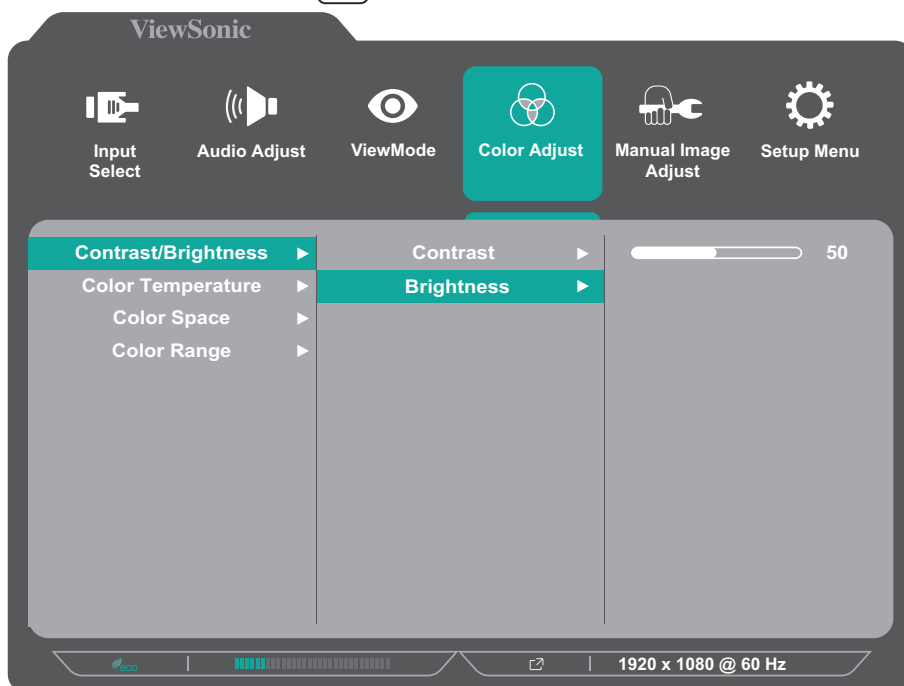 ViewSonic
Input
Select
Audio Adjust
ViewMode
Color Adjust
Manual Image
Adjust
Setup Menu
Contrast/Brightness
Contrast
50
Color Temperature
Brightness
Color Space
Color Range
eco
1920 x 1080 @ 60 Hz